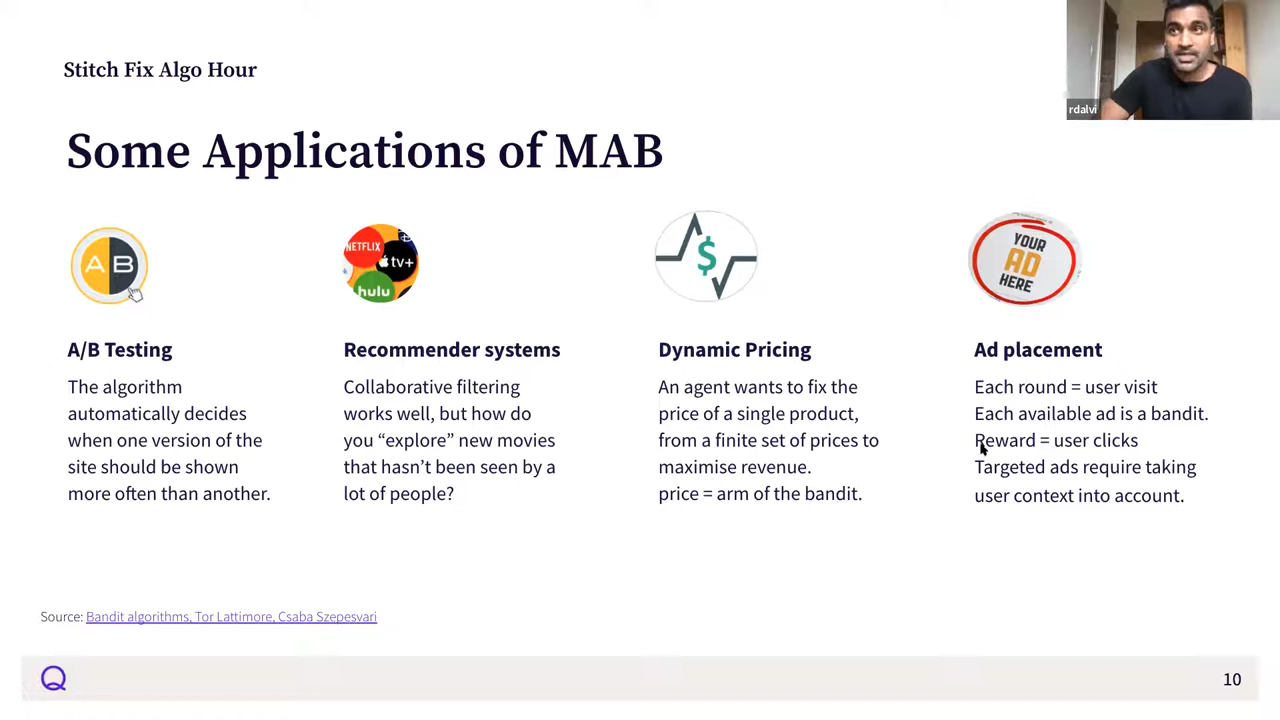 Stitch Fix Algo Hour
rdalvi
Some Applications of MAB
A B
NETFLIX
tv+
hulu
$
YOUR
AD
HERE
A/B Testing
The algorithm
automatically decides
when one version of the
site should be shown
more often than another.
Recommender systems
Collaborative filtering
works well, but how do
you “explore” new movies
that hasn’t been seen by a
lot of people?
Dynamic Pricing
An agent wants to fix the
price of a single product,
from a finite set of prices to
maximise revenue.
price = arm of the bandit.
Ad placement
Each round = user visit
Each available ad is a bandit.
Reward = user clicks
Targeted ads require taking
user context into account.
Source: Bandit algorithms, Tor Lattimore, Csaba Szepesvari
10